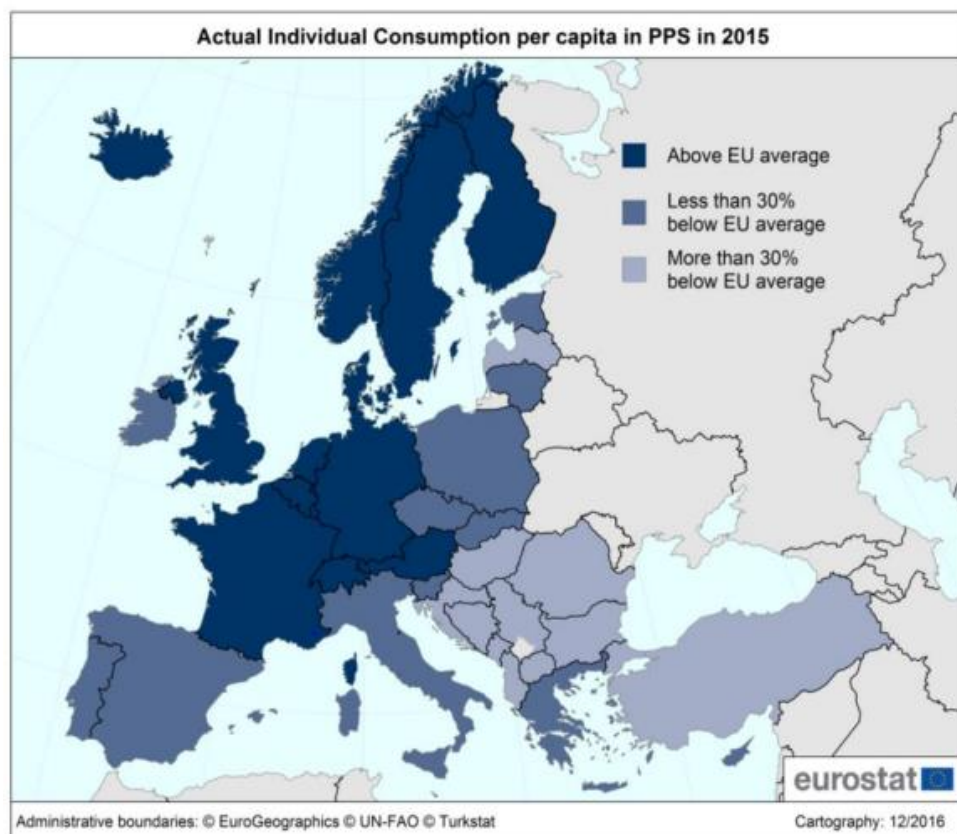 Actual Individual Consumption per capita in PPS in 2015
Above EU average
Less than 30%
below EU average
More than 30%
below EU average
eurostat
Administrative boundaries: © EuroGeographics © UN-FAO © Turkstat
Cartography: 12/2016